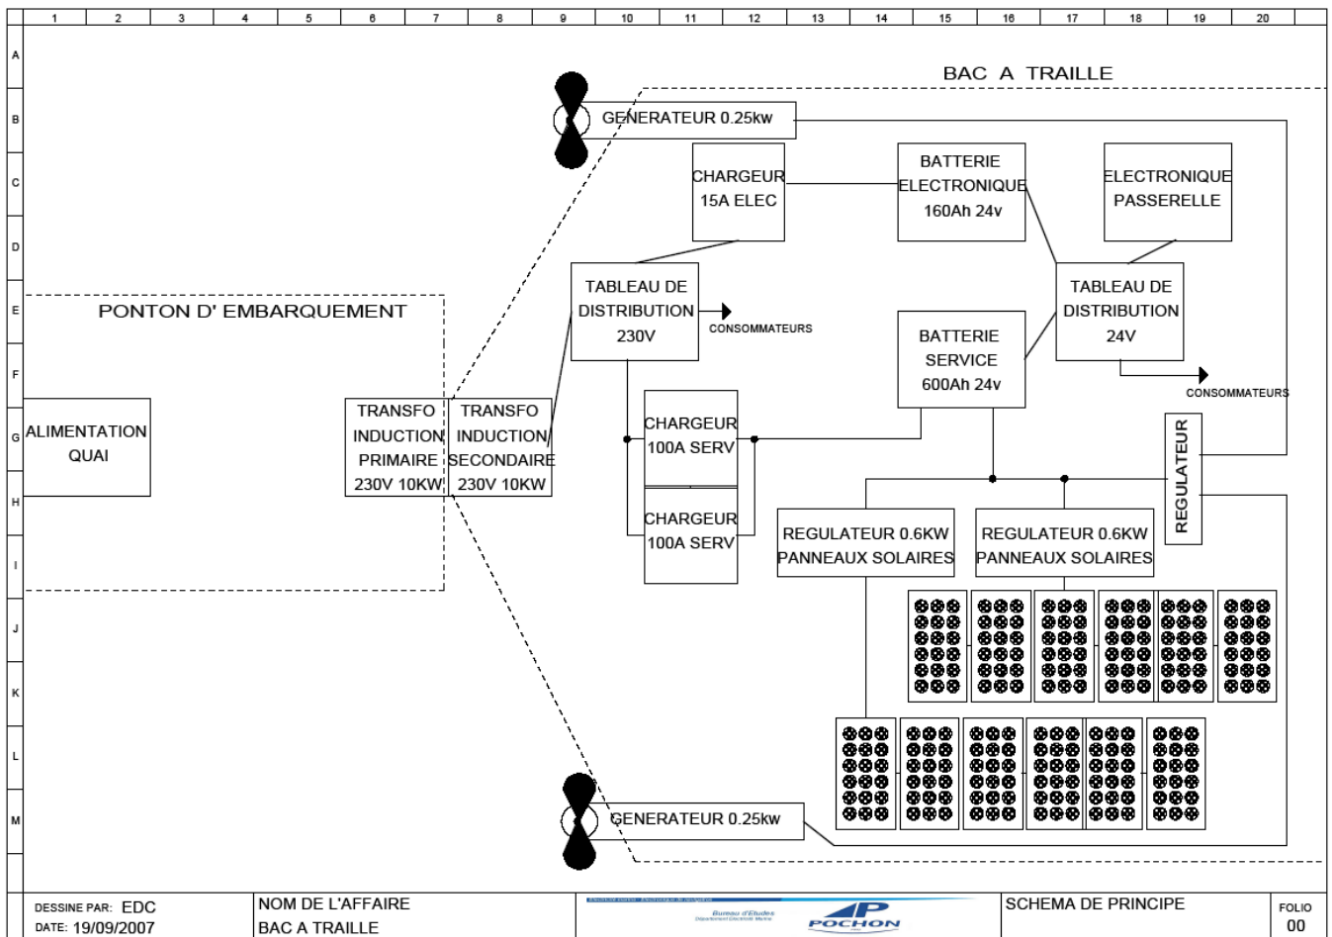 1 2 3 4 5 6 7 8 9 10 11 12 13 14 15 16 17 18 19 20
A
B
C
D
E
F
G
H
I
J
K
L
M
BAC A TRAILLE
GENERATEUR 0.25kw
CHARGEUR
15A ELEC
BATTERIE
ELECTRONIQUE
160Ah 24v
ELECTRONIQUE
PASSERELLE
TABLEAU DE
DISTRIBUTION
230V
CONSOMMATEURS
TABLEAU DE
DISTRIBUTION
24V
CONSOMMATEURS
PONTON D' EMBARQUEMENT
BATTERIE
SERVICE
600Ah 24v
ALIMENTATION
QUAI
TRANSFO
INDUCTION
PRIMAIRE
230V 10KW
TRANSFO
INDUCTION
SECONDAIRE
230V 10KW
CHARGEUR
100A SERV
CHARGEUR
100A SERV
REGULATEUR
REGULATEUR 0.6KW
PANNEAUX SOLAIRES
REGULATEUR 0.6KW
PANNEAUX SOLAIRES
GENERATEUR 0.25kw
DESSINE PAR: EDC
DATE: 19/09/2007
NOM DE L'AFFAIRE
BAC A TRAILLE
Bureau d'Etudes
POCHON
SCHEMA DE PRINCIPE
FOLIO
00